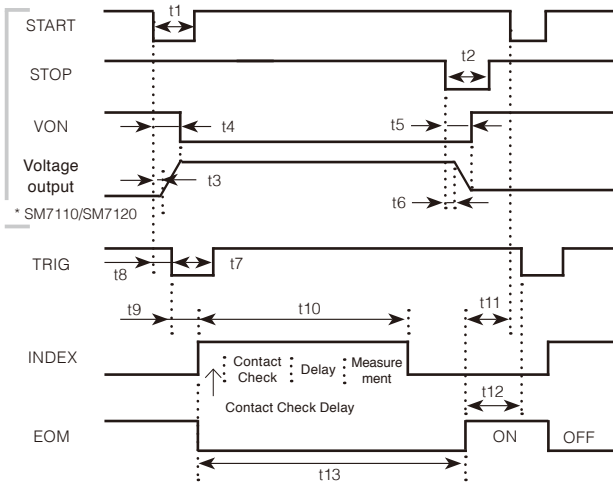 t1
START
t2
STOP
VON
t4
t5
Voltage
output
t3
t6
* SM7110/SM7120
TRIG
t8
t7
t9
t10
t11
INDEX
Contact
Check
Delay
Measure
ment
t12
Contact Check Delay
EOM
ON
OFF
t13